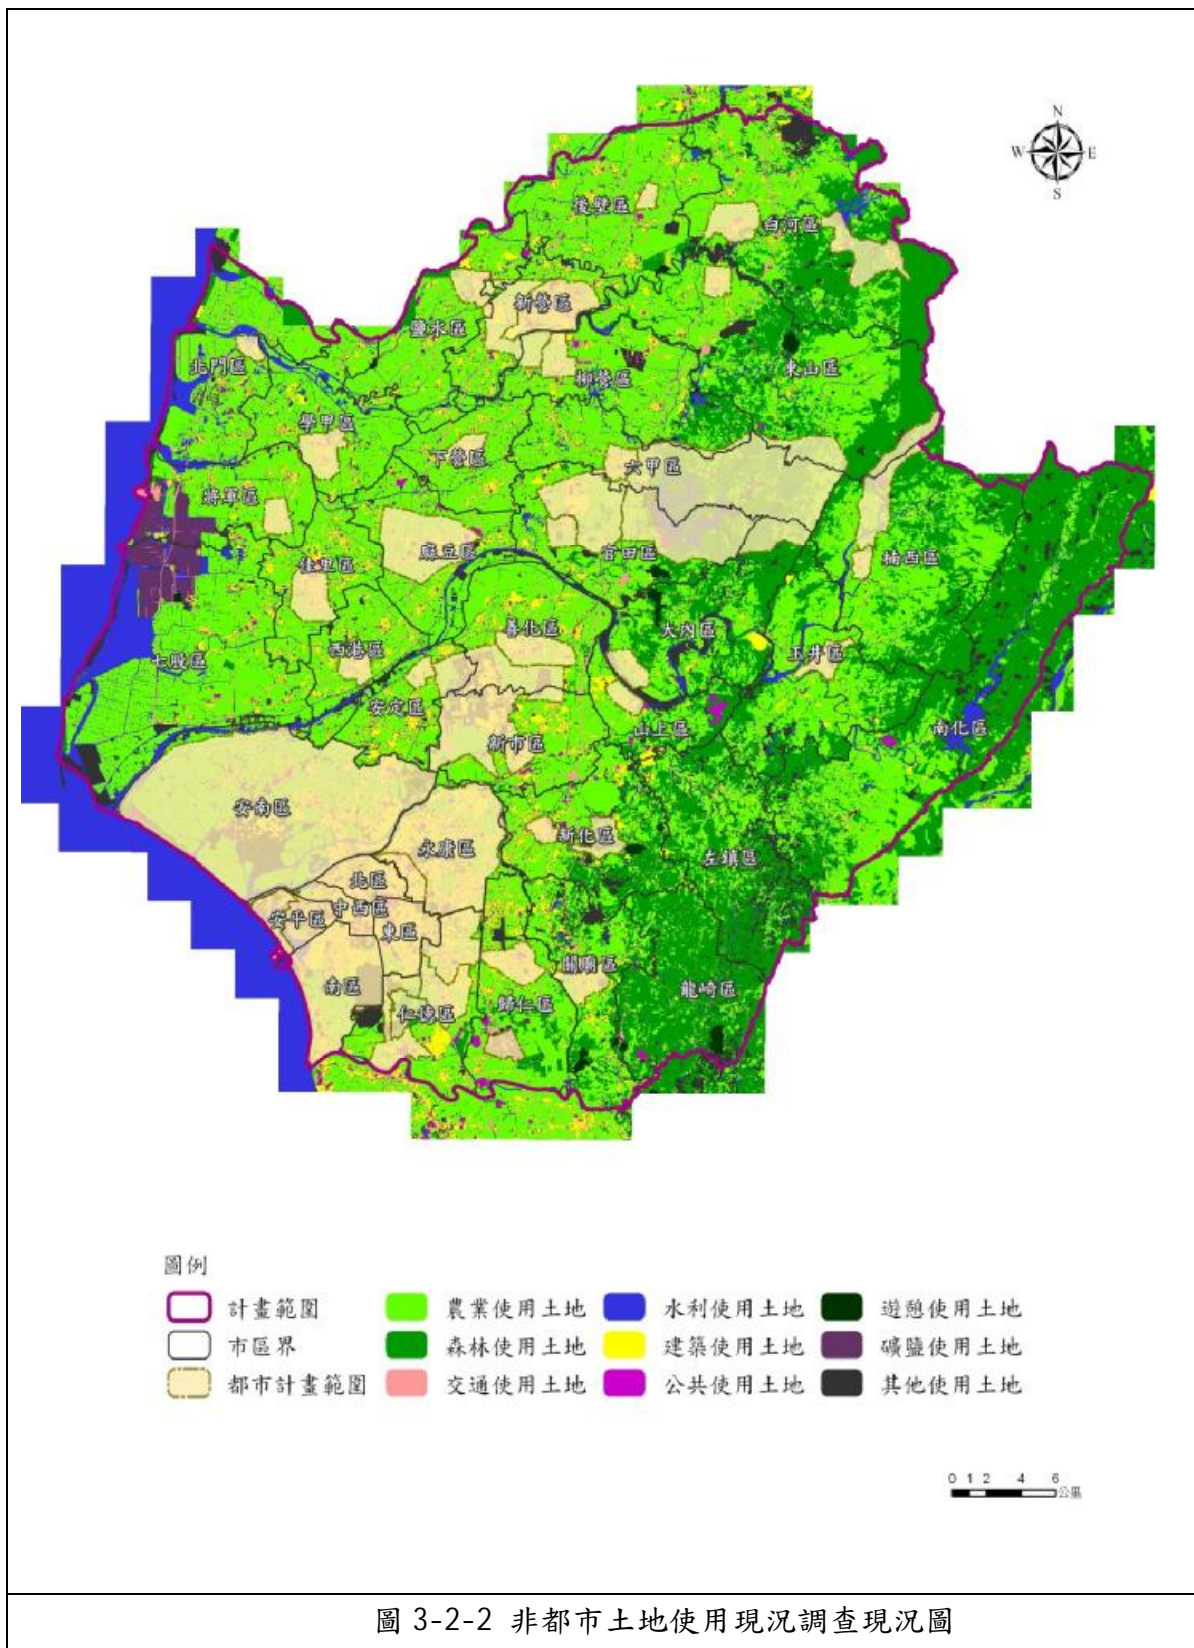 N
W
E
S
後壁區
白河區
新營區
鹽水區
北門區
柳營區
東山區
學甲區
下營區
六甲區
將軍區
麻豆區
官田區
楠西區
佳里區
善化區
大內區
西港區
玉井區
七股區
安定區
山上區
南化區
新市區
安南區
新化區
永康區
左鎮區
北區
中西區
安平區
東區
關廟區
南區
龍崎區
歸仁區
仁德區
圖例
計畫範圍 農業使用土地 水利使用土地 遊憩使用土地
市區界 森林使用土地 建築使用土地 礦鹽使用土地
都市計畫範圍 交通使用土地 公共使用土地 其他使用土地
0 1 2 4 6
公里
圖 3-2-2 非都市土地使用現況調查現況圖